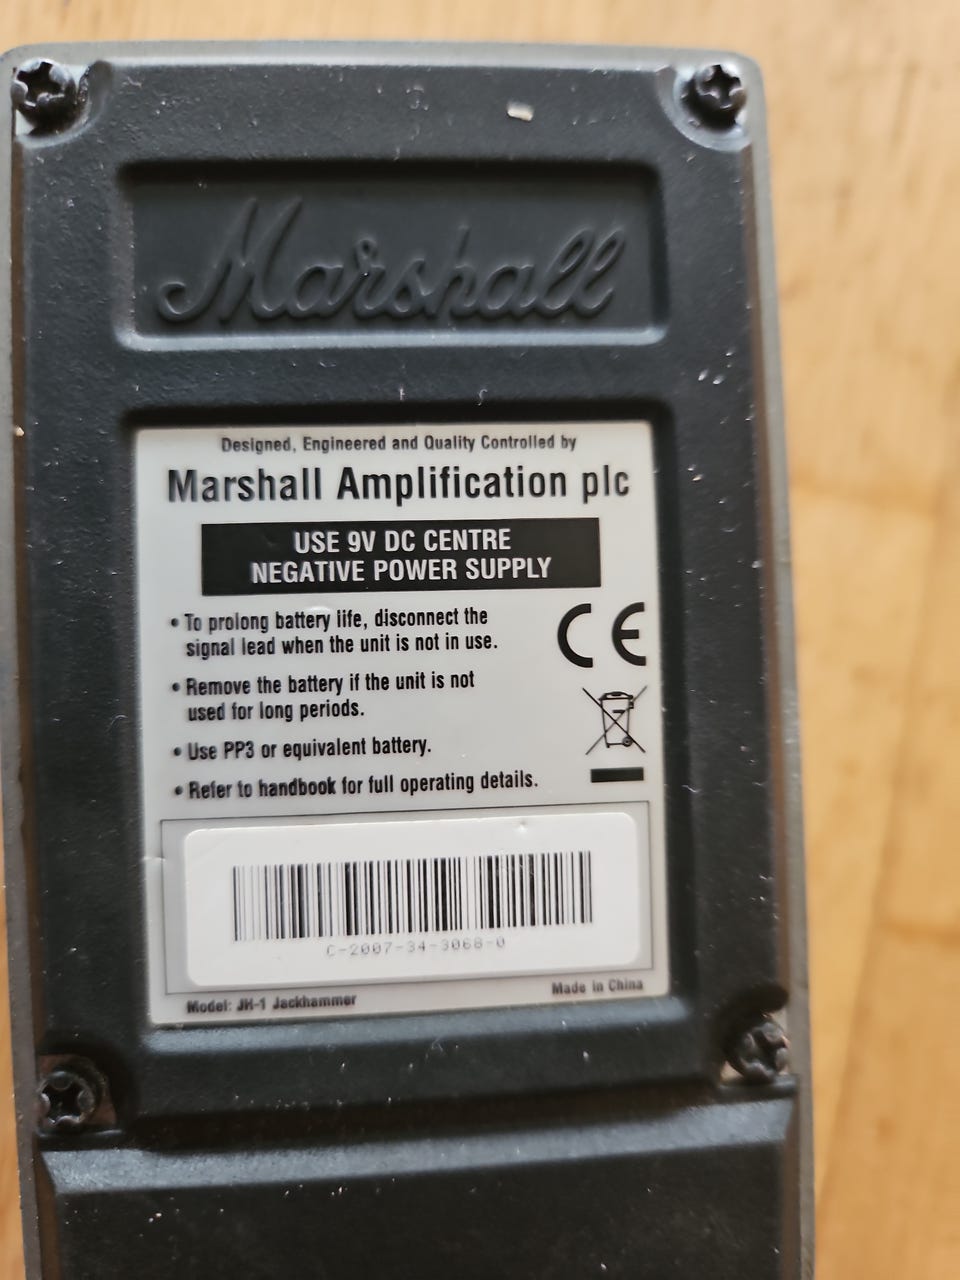 Marshall
Designed, Engineered and Quality Controlled by
Marshall Amplification plc
USE 9V DC CENTRE
NEGATIVE POWER SUPPLY
• To prolong battery life, disconnect the
signal lead when the unit is not in use.
• Remove the battery if the unit is not
used for long periods.
• Use PP3 or equivalent battery.
• Refer to handbook for full operating details.
CE
C-2007-34-3068-0
Model: JH-1 Jackhammer
Made in China